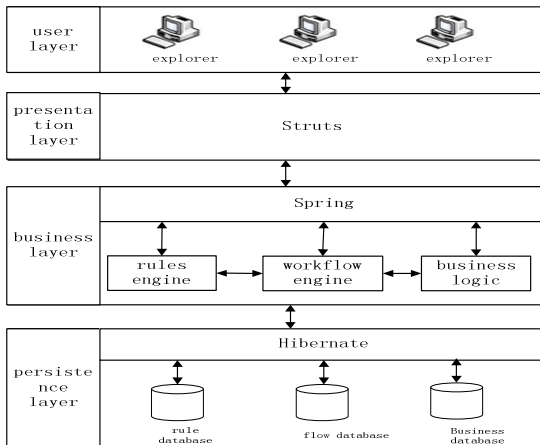 user
layer
explorer
explorer
explorer
presenta
tion
layer
Struts
business
layer
Spring
rules
engine
workflow
engine
business
logic
persiste
nce
layer
Hibernate
rule
database
flow database
Business
database